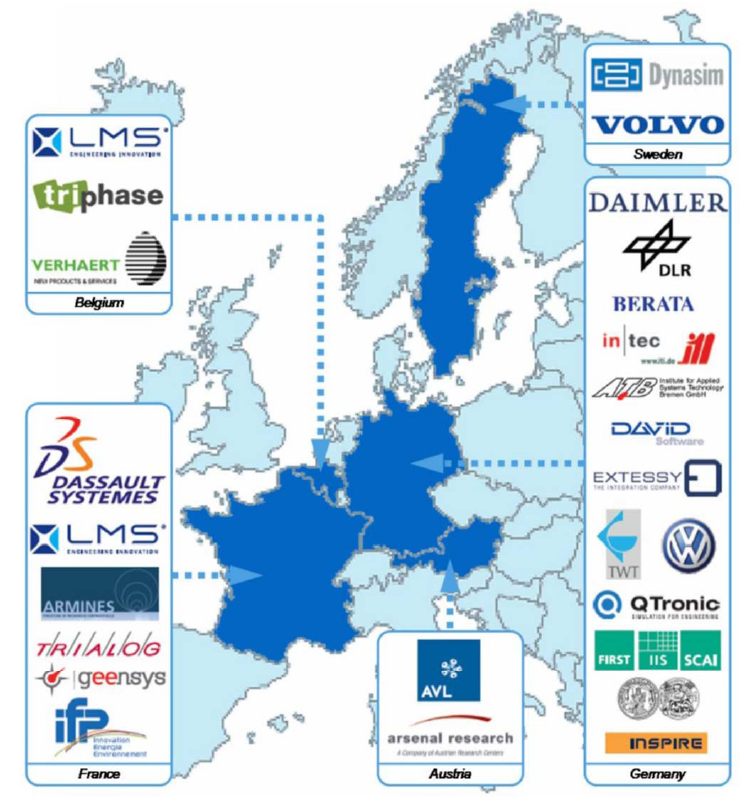 LMS
ENGINEERING INNOVATION
triphase
VERHAERT
NEW PRODUCTS & SERVICES
Belgium
Dynasim
VOLVO
Sweden
DAIMLER
DLR
BERATA
in|tec
www.iti.de
iti
ATB Institute for Applied
Systems Technology
Bremen GmbH
DAVID
Software
EXTESSY
THE INTEGRATION COMPANY
TWT
QTronic
SIMULATION FOR ENGINEERING
FIRST IIS SCAI
INSPIRE
Germany
DS
DASSAULT
SYSTEMES
LMS
ENGINEERING INNOVATION
ARMINES
TRIALOG
geensys
ifp
Innovation
Energie
Environnement
France
AVL
arsenal research
A Company of Austrian Research Centers
Austria